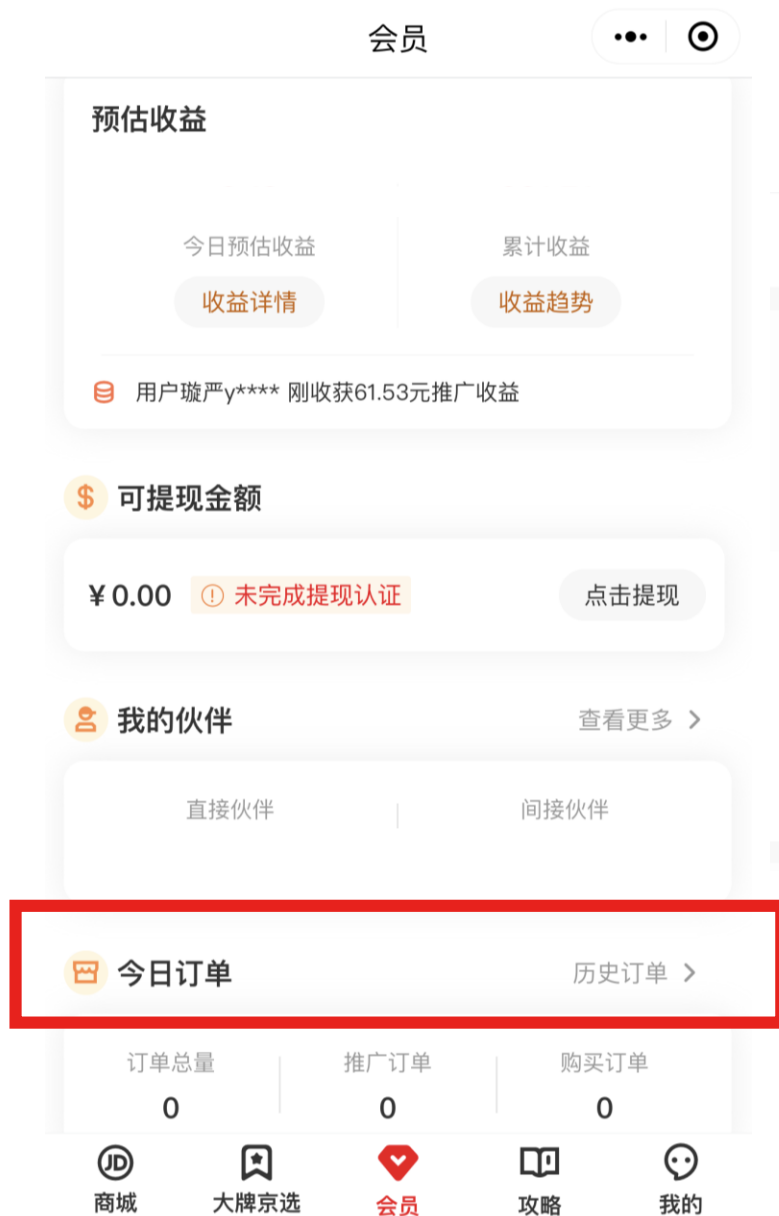 会员
预估收益
今日预估收益 累计收益
收益详情 收益趋势
用户璇严y**** 刚收获61.53元推广收益
可提现金额
¥0.00 未完成提现认证 点击提现
我的伙伴 查看更多
直接伙伴 间接伙伴
今日订单 历史订单
订单总量 推广订单 购买订单
0 0 0
JD
商城 大牌京选 会员 攻略 我的